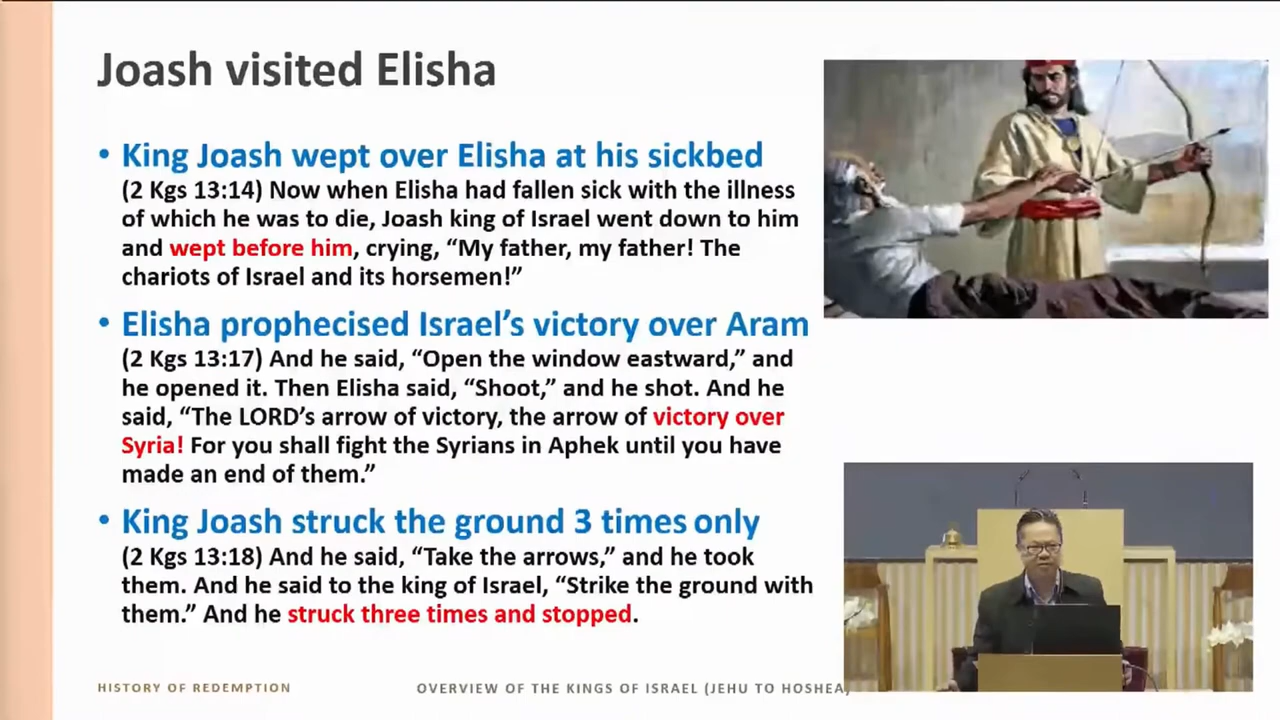 Joash visited Elisha
• King Joash wept over Elisha at his sickbed
(2 Kgs 13:14) Now when Elisha had fallen sick with the illness
of which he was to die, Joash king of Israel went down to him
and wept before him, crying, “My father, my father! The
chariots of Israel and its horsemen!”
• Elisha prophecised Israel’s victory over Aram
(2 Kgs 13:17) And he said, “Open the window eastward,” and
he opened it. Then Elisha said, “Shoot,” and he shot. And he
said, “The LORD’s arrow of victory, the arrow of victory over
Syria! For you shall fight the Syrians in Aphek until you have
made an end of them.”
• King Joash struck the ground 3 times only
(2 Kgs 13:18) And he said, “Take the arrows,” and he took
them. And he said to the king of Israel, “Strike the ground with
them.” And he struck three times and stopped.
HISTORY OF REDEMPTION
OVERVIEW OF THE KINGS OF ISRAEL (JEHU TO HOSHEA)